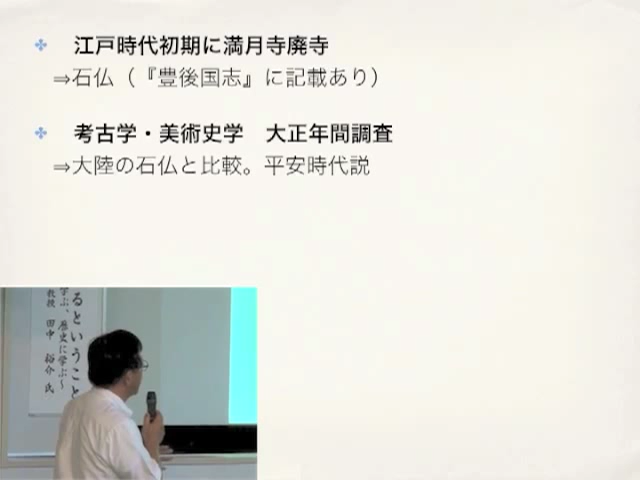 江戸時代初期に満月寺廃寺
⇒石仏（『豊後国志』に記載あり）
考古学・美術史学　大正年間調査
⇒大陸の石仏と比較。平安時代説
るということ
学ぶ、歴史に学ぶ～
教授　田中　裕介　氏